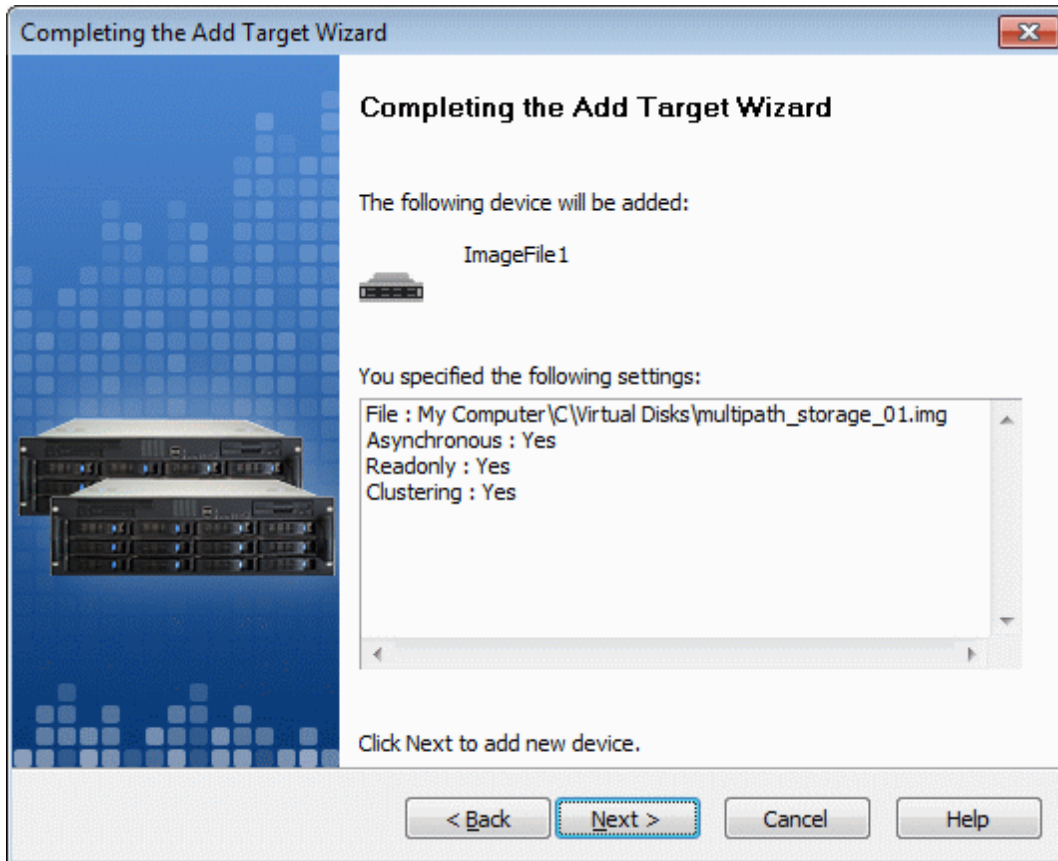 Completing the Add Target Wizard
Completing the Add Target Wizard
The following device will be added:
ImageFile1
You specified the following settings:
File : My Computer\C\Virtual Disks\multipath_storage_01.img
Asynchronous : Yes
Readonly : Yes
Clustering : Yes
Click Next to add new device.
< Back
Next >
Cancel
Help